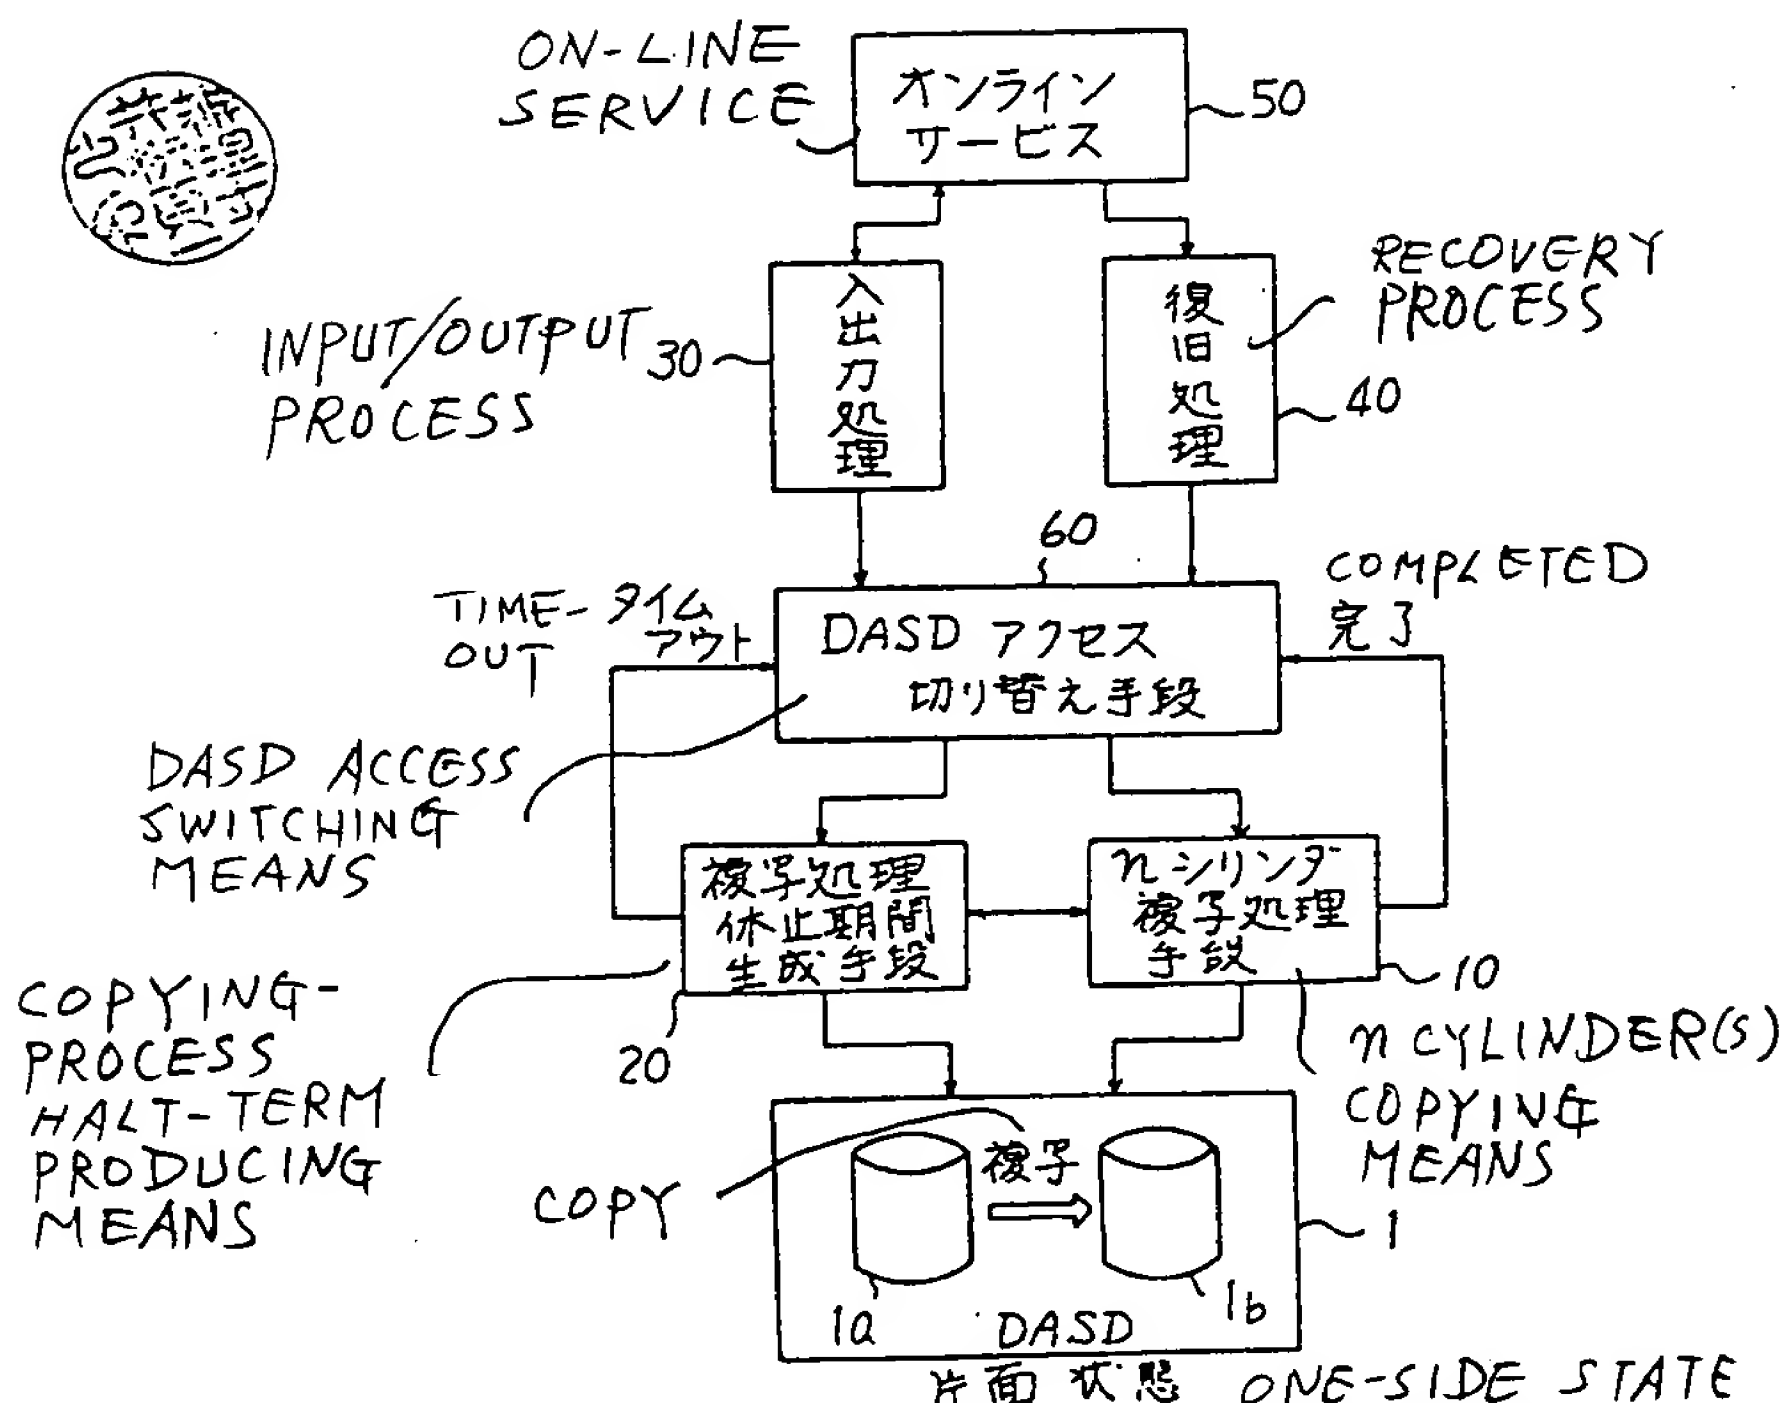 ON-LINE
SERVICE
オンライン
サービス
50
INPUT/OUTPUT
PROCESS
30
入出力処理
復旧処理
RECOVERY
PROCESS
40
60
TIME-
OUT
タイム
アウト
DASD アクセス
切り替え手段
COMPLETED
完了
DASD ACCESS
SWITCHING
MEANS
複写処理
休止期間
生成手段
20
nシリンダ
複写処理
手段
10
COPYING-
PROCESS
HALT-TERM
PRODUCING
MEANS
n CYLINDER(S)
COPYING
MEANS
COPY
複写
1
1a
1b
DASD
片面状態 ONE-SIDE STATE